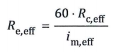 R_e,eff = 60 · R_c,eff / i_m,eff